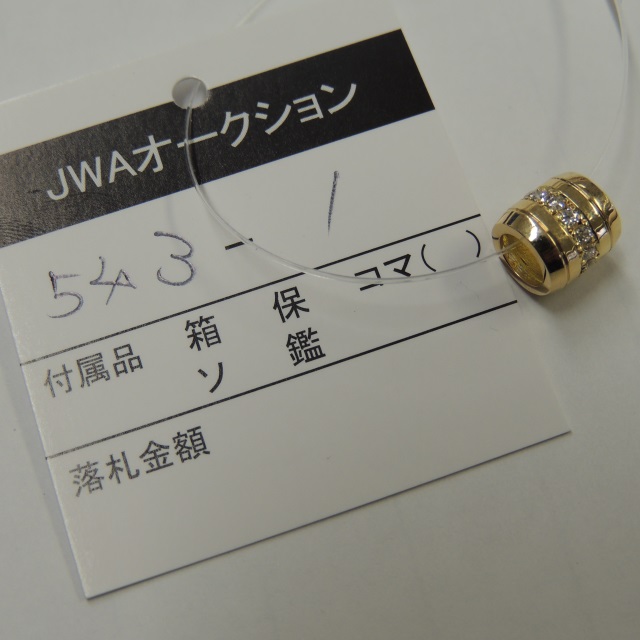 JWAオークション
543 - 1
付属品 箱 保 コマ( )
ソ 鑑
落札金額